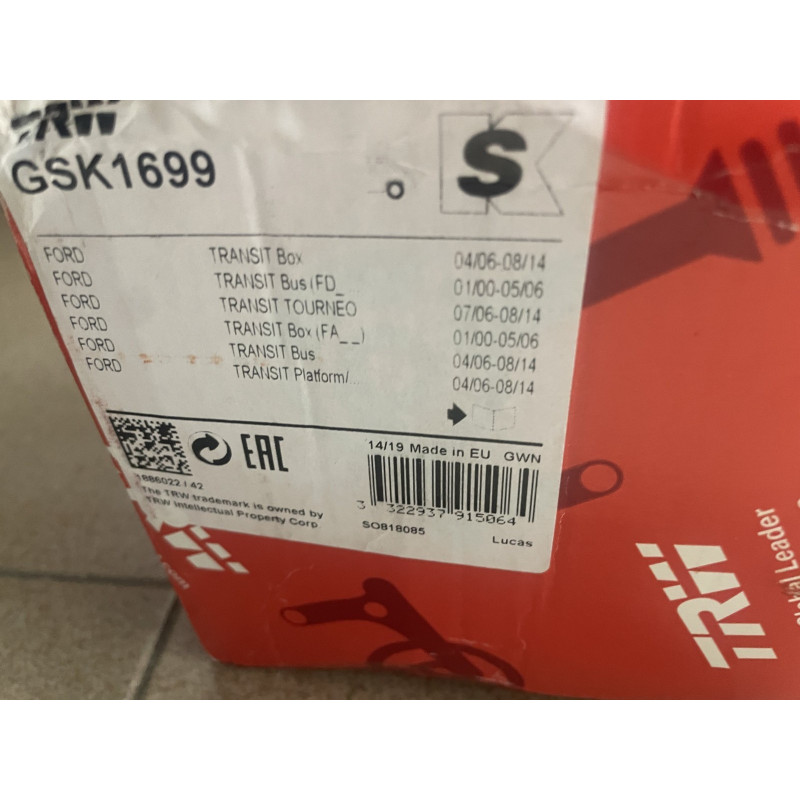 TRW
GSK1699
S
FORD TRANSIT Box 04/06-08/14
FORD TRANSIT Bus (FD_ 01/00-05/06
FORD TRANSIT TOURNEO 07/06-08/14
FORD TRANSIT Box (FA_ _) 01/00-05/06
FORD TRANSIT Bus 04/06-08/14
FORD TRANSIT Platform/... 04/06-08/14
EAC
14/19 Made in EU GWN
1886022 / 42
The TRW trademark is owned by
TRW Intellectual Property Corp
3 322937 915064
SO818085
Lucas
TRW
Leader
TRW
.com